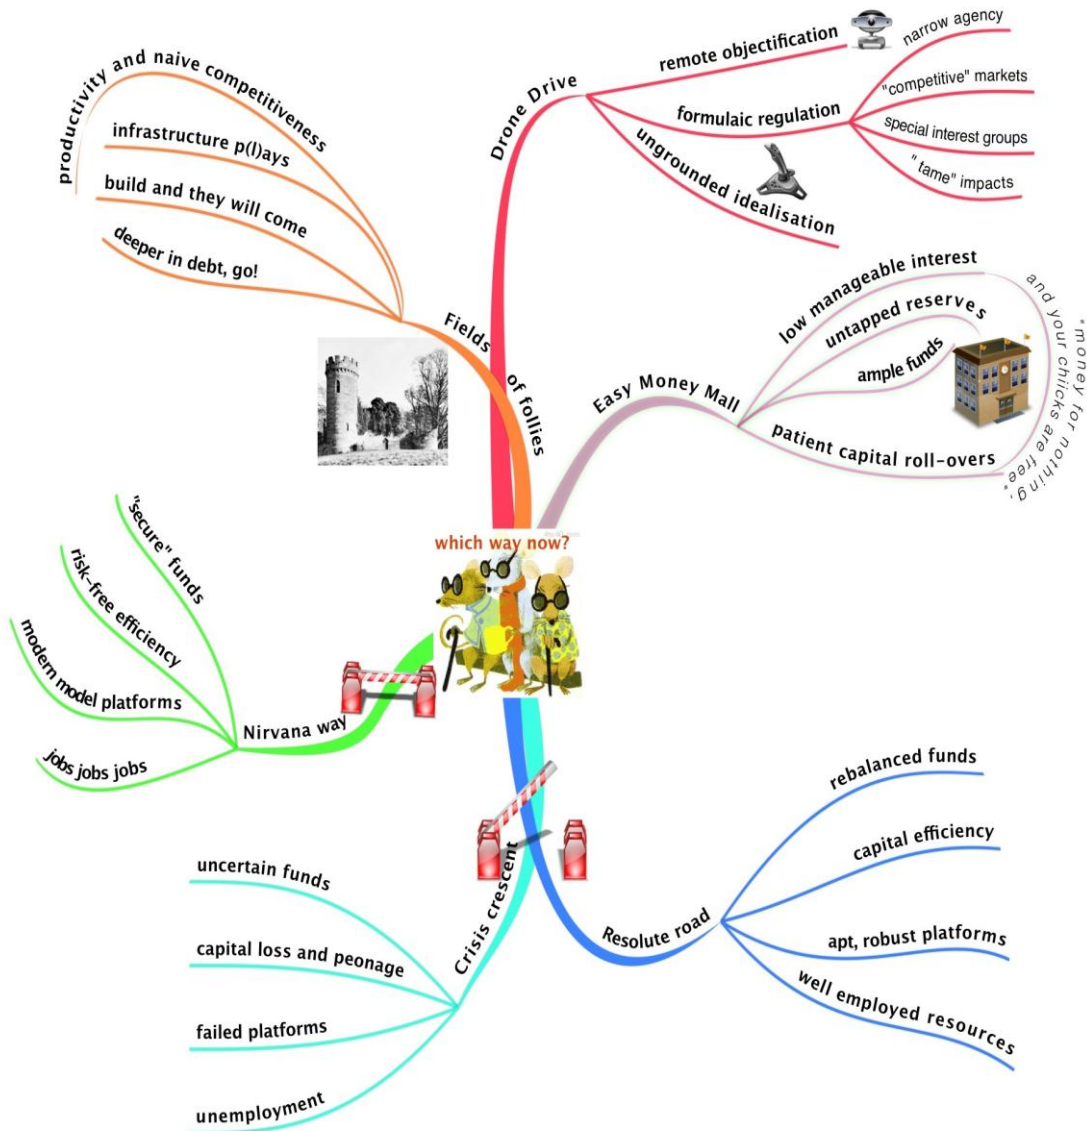 which way now?
Drone Drive
remote objectification
formulaic regulation
narrow agency
"competitive" markets
special interest groups
" tame" impacts
ungrounded idealisation
Easy Money Mall
low manageable interest
untapped reserves
ample funds
patient capital roll-overs
"money for nothing,
and your chiicks are free"
Resolute road
rebalanced funds
capital efficiency
apt, robust platforms
well employed resources
Crisis crescent
uncertain funds
capital loss and peonage
failed platforms
unemployment
Nirvana way
"secure" funds
risk-free efficiency
modern model platforms
jobs jobs jobs
Fields of follies
productivity and naive competitiveness
infrastructure p(l)ays
build and they will come
deeper in debt, go!